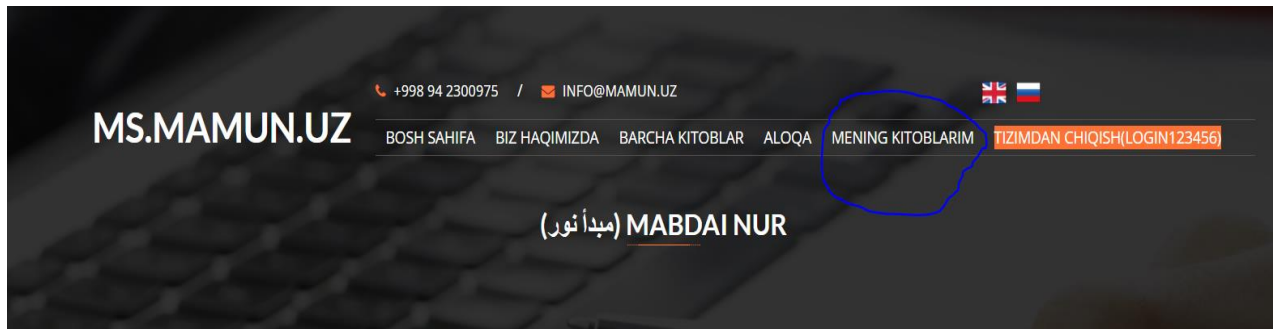 +998 94 2300975 / INFO@MAMUN.UZ
MS.MAMUN.UZ
BOSH SAHIFA BIZ HAQIMIZDA BARCHA KITOBLAR ALOQA MENING KITOBLARIM TIZIMDAN CHIQISH(LOGIN123456)
MABDAI NUR (مبدأ نور)